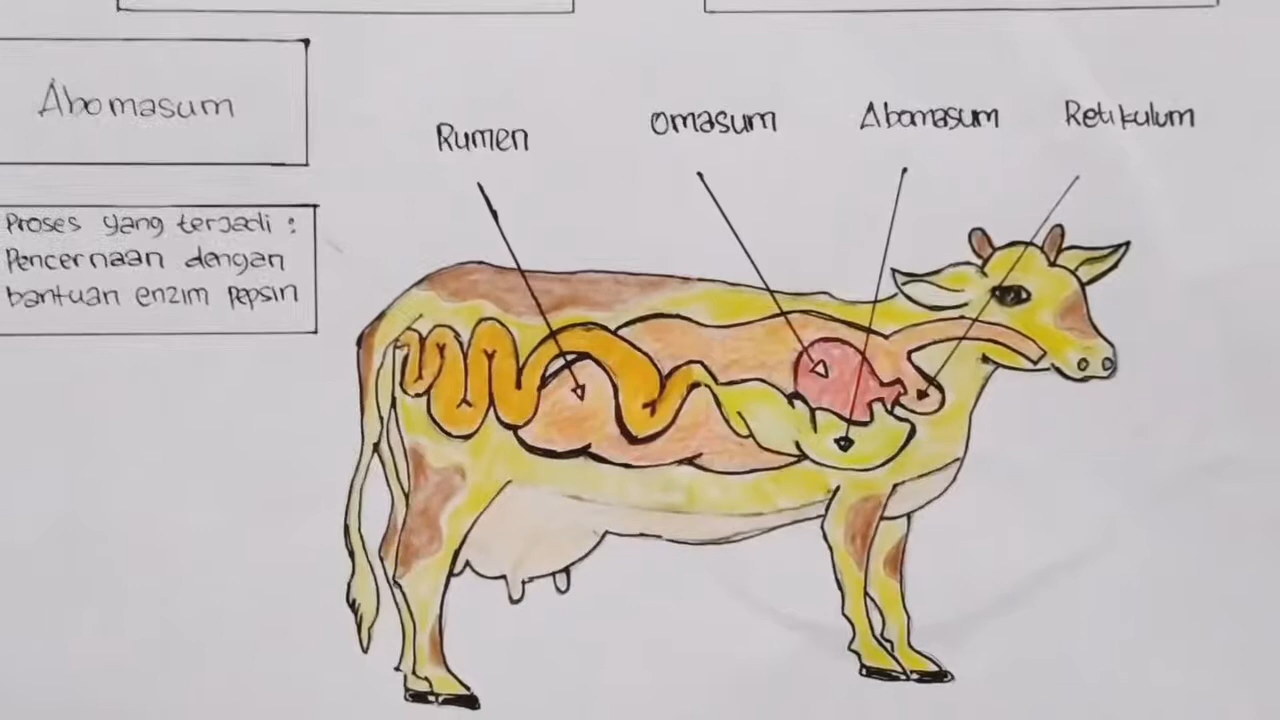 Abomasum
Rumen
omasum
Abomasum
Retikulum
Proses yang terjadi :
Pencernaan dengan
bantuan enzim pepsin